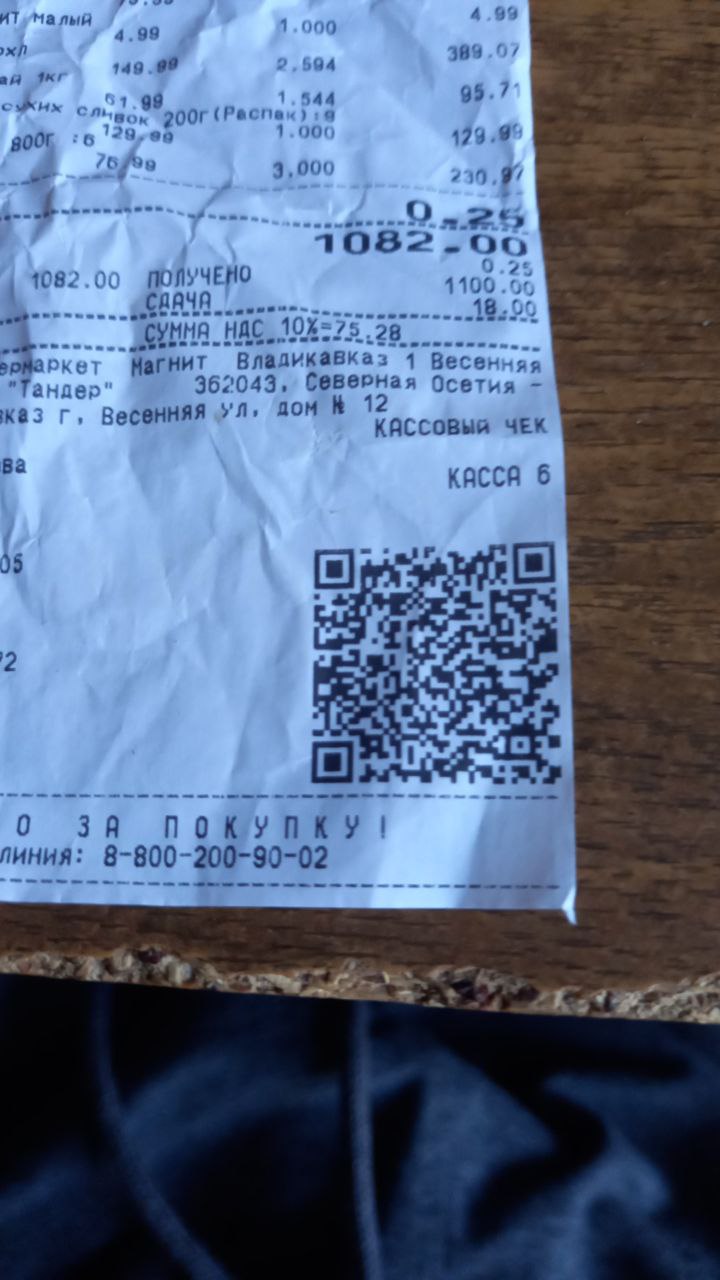 ИТ малый
4.99 1.000 4.99
охл
149.99 2.594 389.07
ай 1кг
61.99 1.544 95.71
сухих сливок 200г(Распак):9
129.99 1.000 129.99
800г :6
76.99 3.000 230.97
0.25
1082.00
0.25
1082.00 ПОЛУЧЕНО 1100.00
СДАЧА 18.00
СУММА НДС 10%=75.28
ермаркет Магнит Владикавказ 1 Весенняя
"Тандер" 362043, Северная Осетия -
вказ г, Весенняя ул, дом № 12
КАССОВЫЙ ЧЕК
ва
КАССА 6
05
72
О ЗА ПОКУПКУ!
линия: 8-800-200-90-02